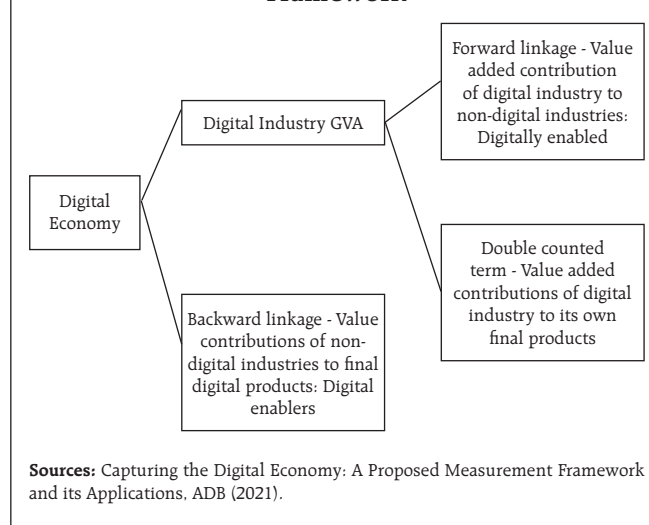 Forward linkage - Value
added contribution
of digital industry to
non-digital industries:
Digitally enabled
Digital Industry GVA
Digital
Economy
Double counted
term - Value added
contributions of digital
industry to its own
final products
Backward linkage - Value
contributions of non-
digital industries to final
digital products: Digital
enablers
Sources: Capturing the Digital Economy: A Proposed Measurement Framework
and its Applications, ADB (2021).